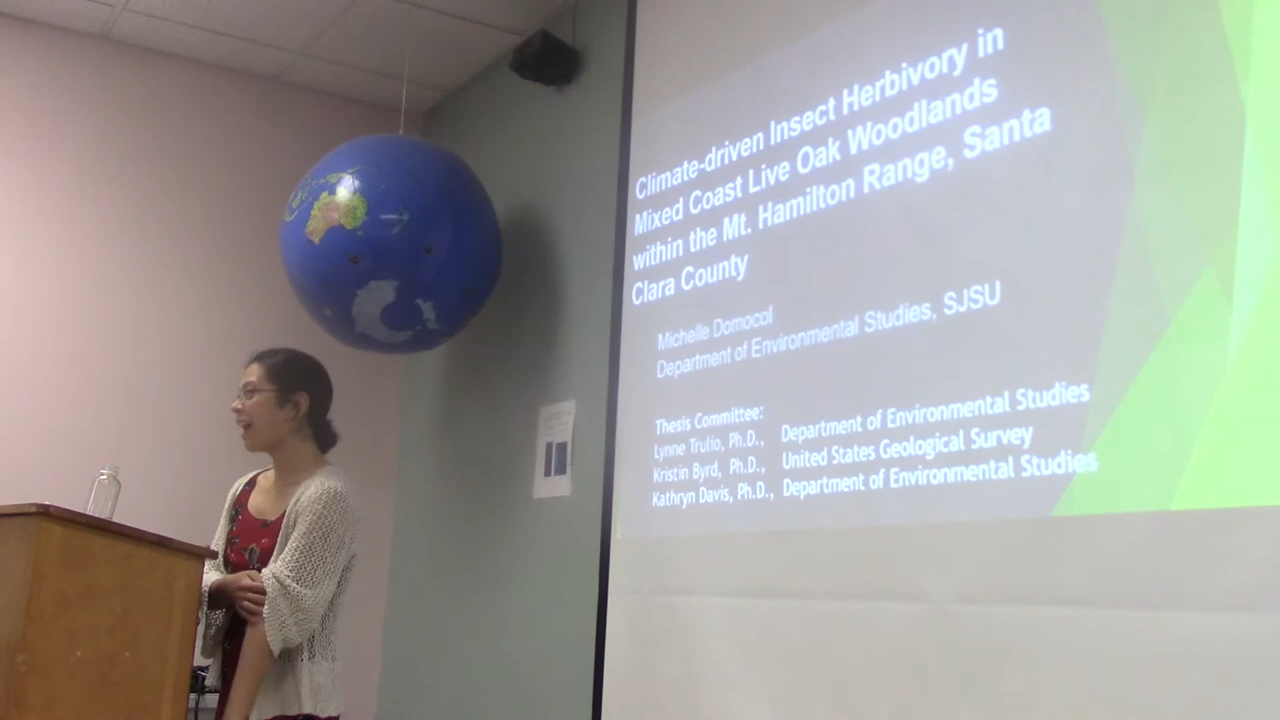 Climate-driven Insect Herbivory in
Mixed Coast Live Oak Woodlands
within the Mt. Hamilton Range, Santa
Clara County
Michelle Domocol
Department of Environmental Studies, SJSU
Thesis Committee:
Lynne Trulio, Ph.D., Department of Environmental Studies
Kristin Byrd, Ph.D., United States Geological Survey
Kathryn Davis, Ph.D., Department of Environmental Studies